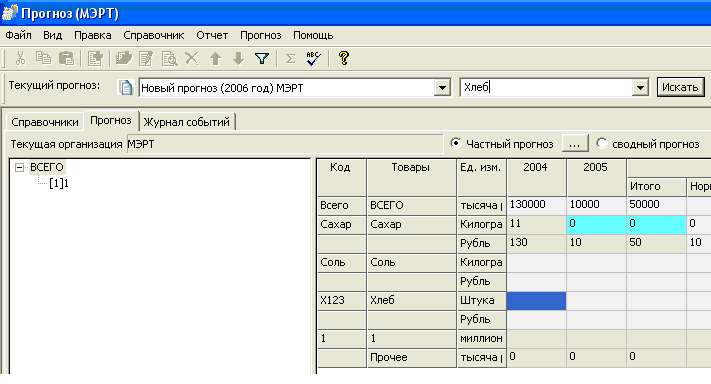 Прогноз (МЭРТ)
Файл Вид Правка Справочник Отчет Прогноз Помощь
Σ ABC ?
Текущий прогноз: Новый прогноз (2006 год) МЭРТ Хлеб Искать
Справочники Прогноз Журнал событий
Текущая организация МЭРТ Частный прогноз ... сводный прогноз
ВСЕГО
[1]1
Код Товары Ед. изм. 2004 2005
Итого Нор
Всего ВСЕГО тысяча 130000 10000 50000
Сахар Сахар Килогра 11 0 0 0
Рубль 130 10 50 10
Соль Соль Килогра
Рубль
X123 Хлеб Штука
Рубль
1 1 миллион
Прочее тысяча 0 0 0